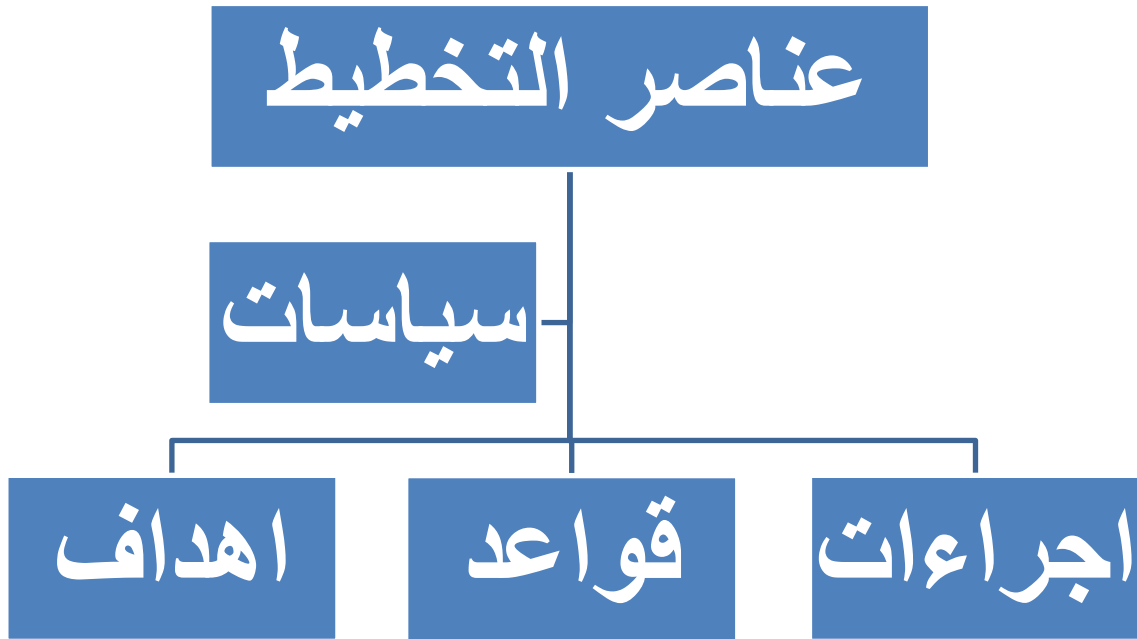 عناصر التخطيط
سياسات
اجراءات
قواعد
اهداف